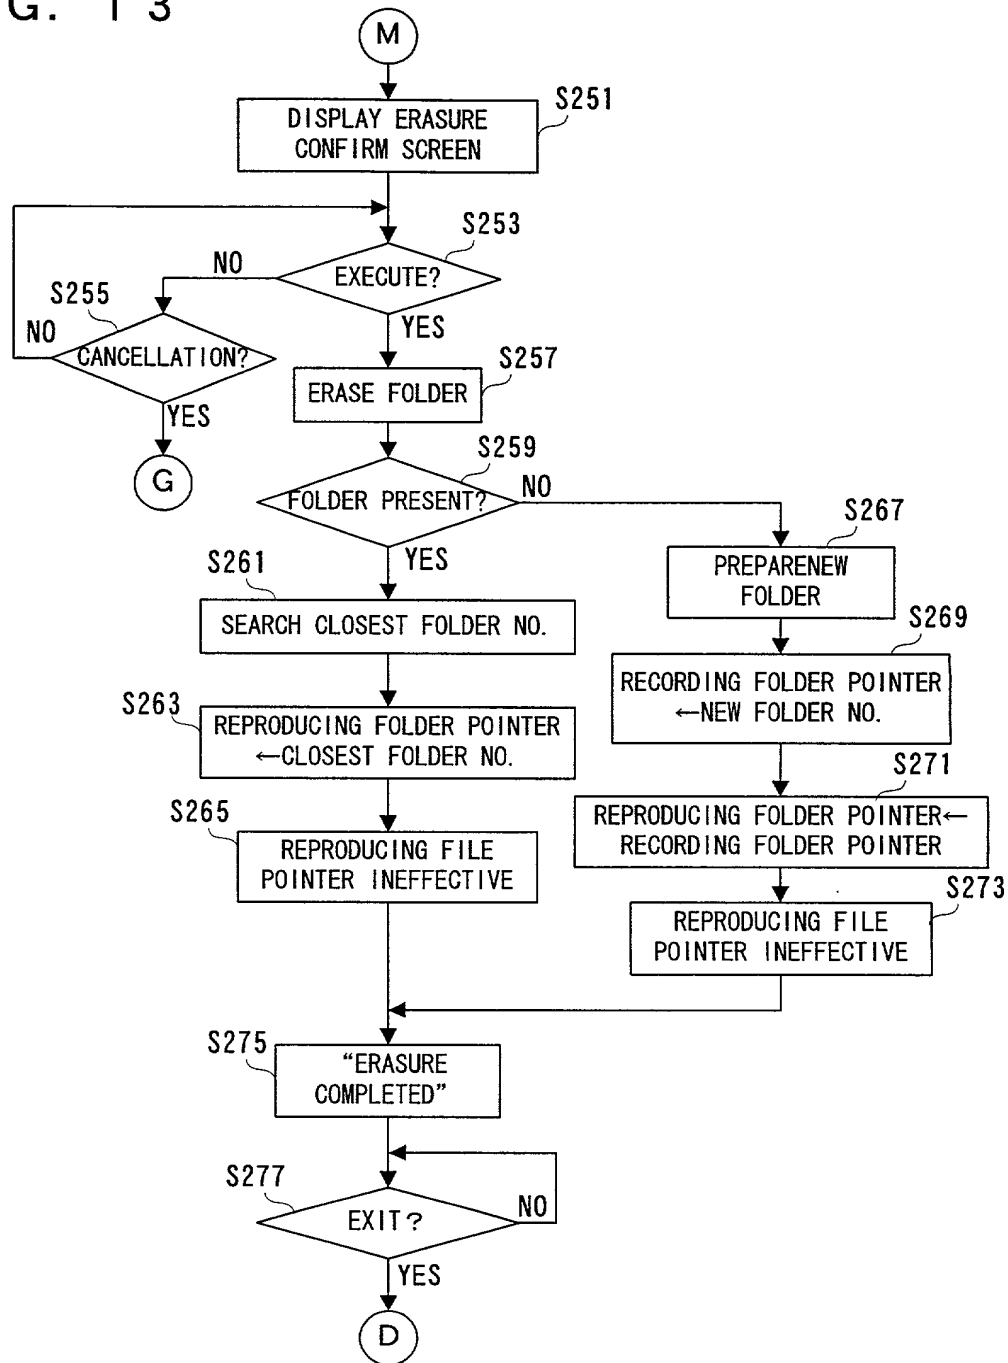 G. 13
M
S251
DISPLAY ERASURE
CONFIRM SCREEN
S253
NO
EXECUTE?
S255
NO
YES
CANCELLATION?
S257
ERASE FOLDER
YES
S259
G
FOLDER PRESENT?
NO
S267
YES
S261
PREPARENEW
FOLDER
SEARCH CLOSEST FOLDER NO.
S269
RECORDING FOLDER POINTER
←NEW FOLDER NO.
S263
REPRODUCING FOLDER POINTER
←CLOSEST FOLDER NO.
S271
REPRODUCING FOLDER POINTER←
RECORDING FOLDER POINTER
S265
REPRODUCING FILE
POINTER INEFFECTIVE
S273
REPRODUCING FILE
POINTER INEFFECTIVE
S275
“ERASURE
COMPLETED”
S277
EXIT?
NO
YES
D